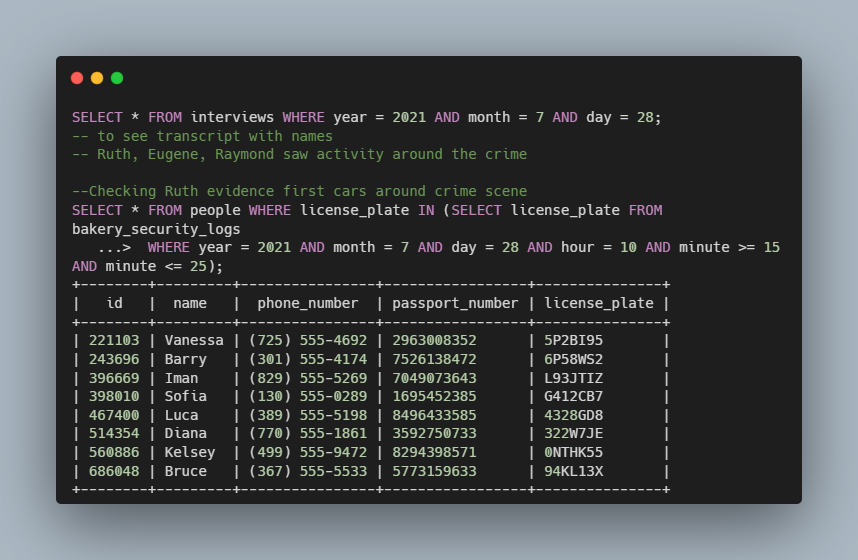 SELECT * FROM interviews WHERE year = 2021 AND month = 7 AND day = 28;
-- to see transcript with names
-- Ruth, Eugene, Raymond saw activity around the crime
--Checking Ruth evidence first cars around crime scene
SELECT * FROM people WHERE license_plate IN (SELECT license_plate FROM
bakery_security_logs
   ...>  WHERE year = 2021 AND month = 7 AND day = 28 AND hour = 10 AND minute >= 15
AND minute <= 25);
+--------+---------+----------------+-----------------+---------------+
|   id   |  name   |  phone_number  | passport_number | license_plate |
+--------+---------+----------------+-----------------+---------------+
| 221103 | Vanessa | (725) 555-4692 | 2963008352      | 5P2BI95       |
| 243696 | Barry   | (301) 555-4174 | 7526138472      | 6P58WS2       |
| 396669 | Iman    | (829) 555-5269 | 7049073643      | L93JTIZ       |
| 398010 | Sofia   | (130) 555-0289 | 1695452385      | G412CB7       |
| 467400 | Luca    | (389) 555-5198 | 8496433585      | 4328GD8       |
| 514354 | Diana   | (770) 555-1861 | 3592750733      | 322W7JE       |
| 560886 | Kelsey  | (499) 555-9472 | 8294398571      | 0NTHK55       |
| 686048 | Bruce   | (367) 555-5533 | 5773159633      | 94KL13X       |
+--------+---------+----------------+-----------------+---------------+